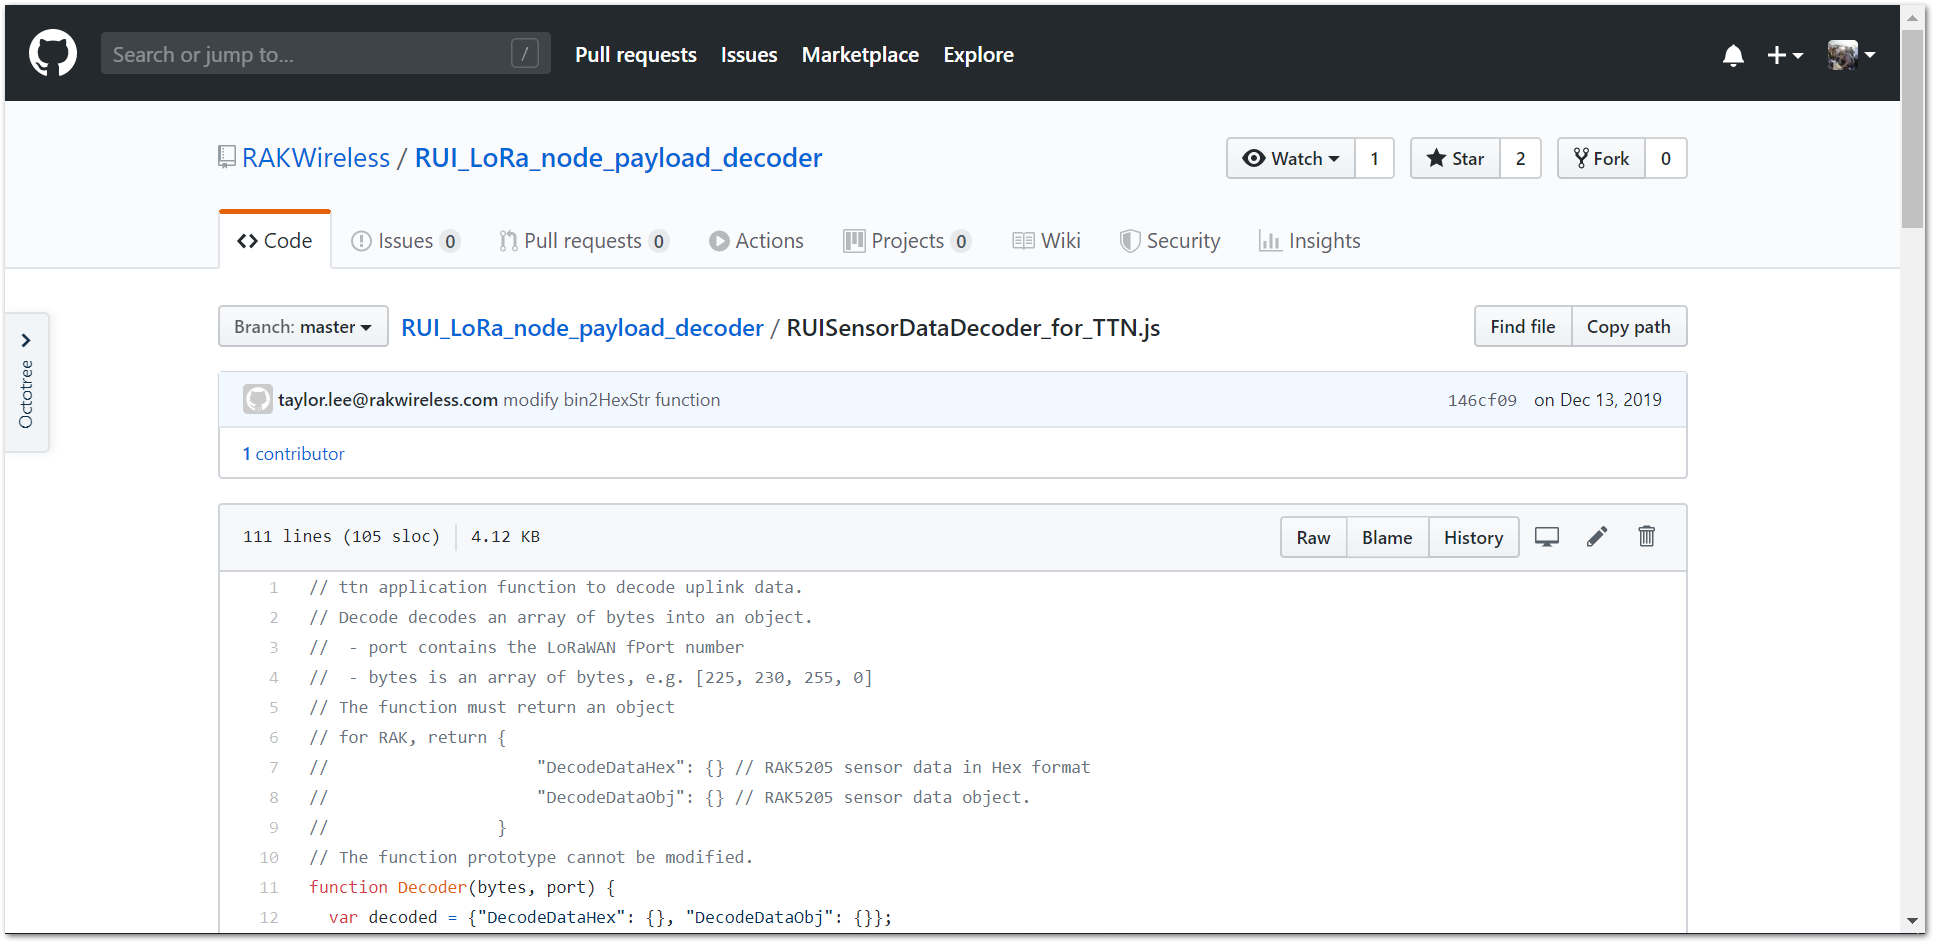 Search or jump to... / Pull requests Issues Marketplace Explore
RAKWireless / RUI_LoRa_node_payload_decoder Watch 1 Star 2 Fork 0
Code Issues 0 Pull requests 0 Actions Projects 0 Wiki Security Insights
Octotree
Branch: master RUI_LoRa_node_payload_decoder / RUISensorDataDecoder_for_TTN.js Find file Copy path
taylor.lee@rakwireless.com modify bin2HexStr function 146cf09 on Dec 13, 2019
1 contributor
111 lines (105 sloc) 4.12 KB Raw Blame History
1 // ttn application function to decode uplink data.
2 // Decode decodes an array of bytes into an object.
3 //  - port contains the LoRaWAN fPort number
4 //  - bytes is an array of bytes, e.g. [225, 230, 255, 0]
5 // The function must return an object
6 // for RAK, return {
7 //                     "DecodeDataHex": {} // RAK5205 sensor data in Hex format
8 //                     "DecodeDataObj": {} // RAK5205 sensor data object.
9 //                 }
10 // The function prototype cannot be modified.
11 function Decoder(bytes, port) {
12   var decoded = {"DecodeDataHex": {}, "DecodeDataObj": {}};